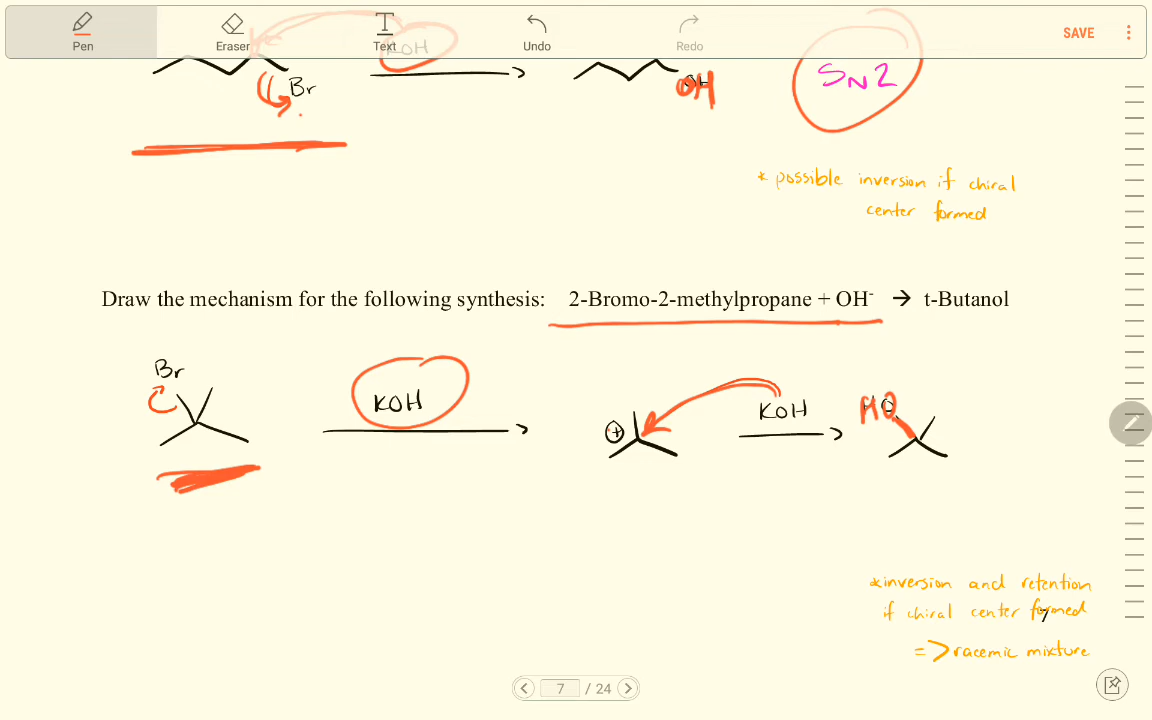 Pen
Eraser
Text
Undo
Redo
SAVE
KOH
Br
OH
SN2
* possible inversion if chiral
center formed
Draw the mechanism for the following synthesis: 2-Bromo-2-methylpropane + OH- → t-Butanol
Br
KOH
+
KOH
HO
*inversion and retention
if chiral center formed
=> racemic mixture
7 / 24